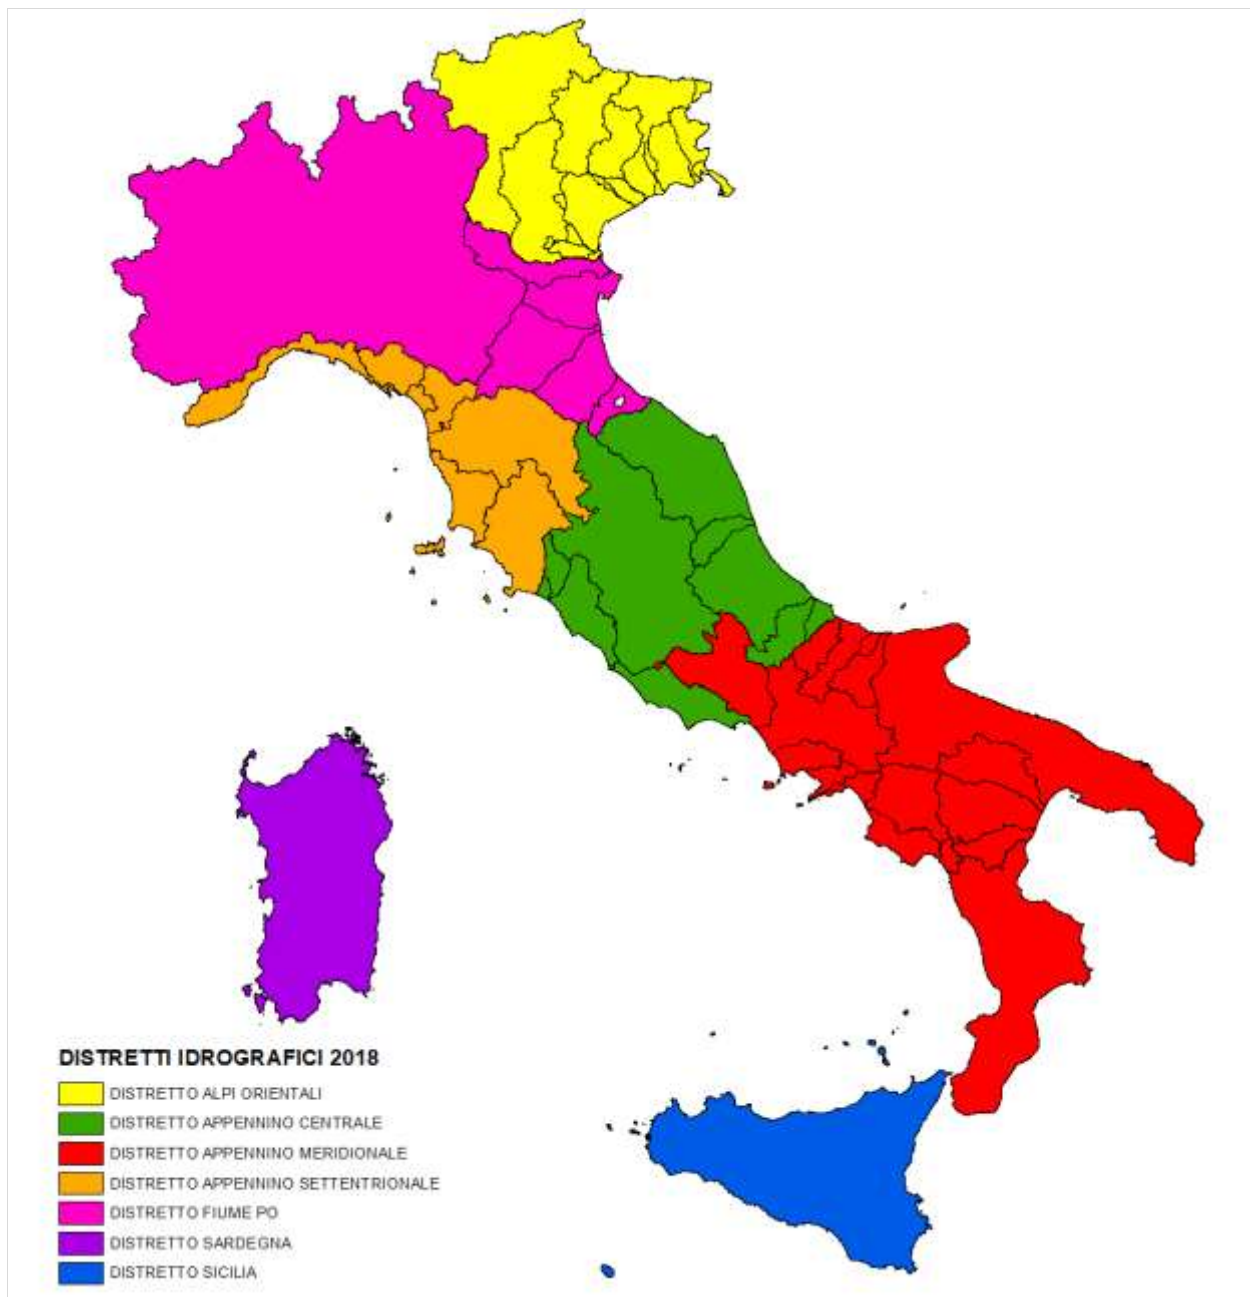 DISTRETTI IDROGRAFICI 2018
DISTRETTO ALPI ORIENTALI
DISTRETTO APPENNINO CENTRALE
DISTRETTO APPENNINO MERIDIONALE
DISTRETTO APPENNINO SETTENTRIONALE
DISTRETTO FIUME PO
DISTRETTO SARDEGNA
DISTRETTO SICILIA